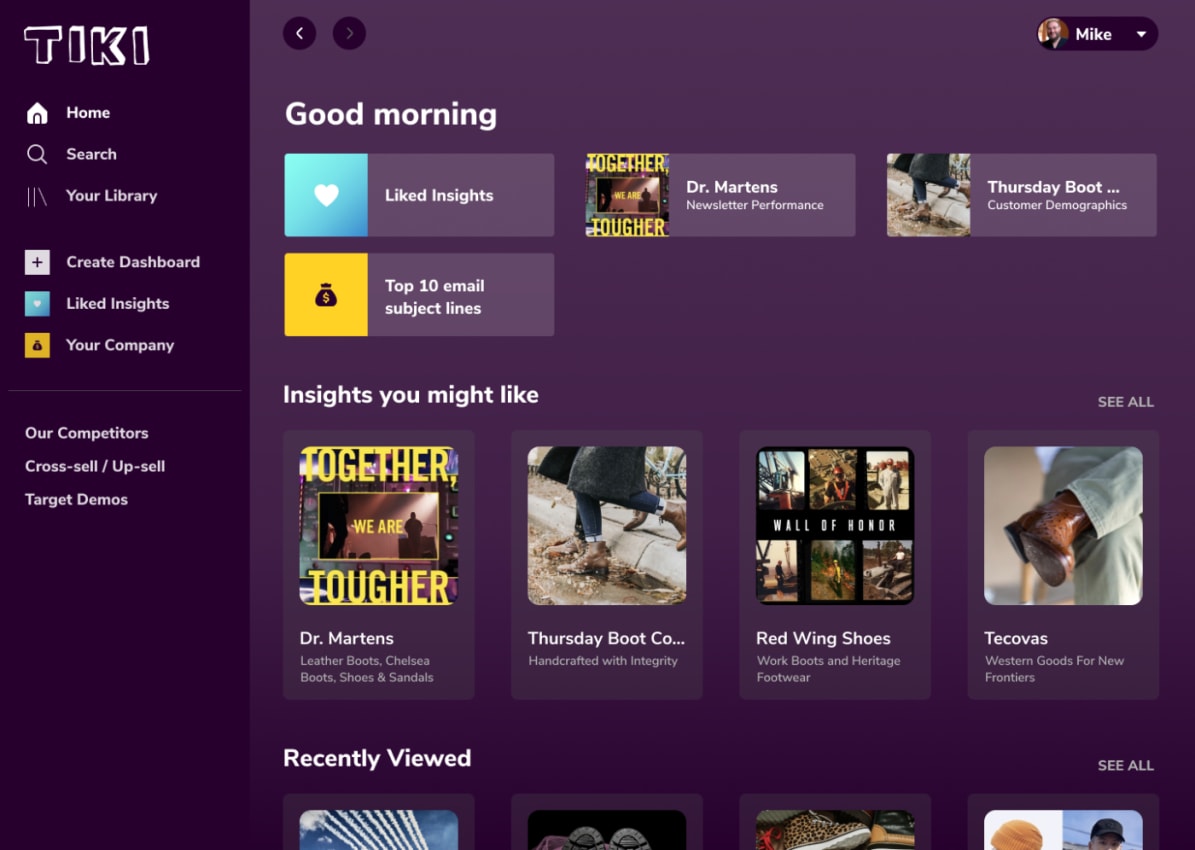 TIKI
Home
Search
Your Library
Create Dashboard
Liked Insights
Your Company
Our Competitors
Cross-sell / Up-sell
Target Demos
Mike
Good morning
Liked Insights
TOGETHER,
WE ARE
TOUGHER
Dr. Martens
Newsletter Performance
Thursday Boot ...
Customer Demographics
Top 10 email
subject lines
Insights you might like
SEE ALL
TOGETHER,
WE ARE
TOUGHER
Dr. Martens
Leather Boots, Chelsea
Boots, Shoes & Sandals
Thursday Boot Co...
Handcrafted with Integrity
WALL OF HONOR
Red Wing Shoes
Work Boots and Heritage
Footwear
Tecovas
Western Goods For New
Frontiers
Recently Viewed
SEE ALL